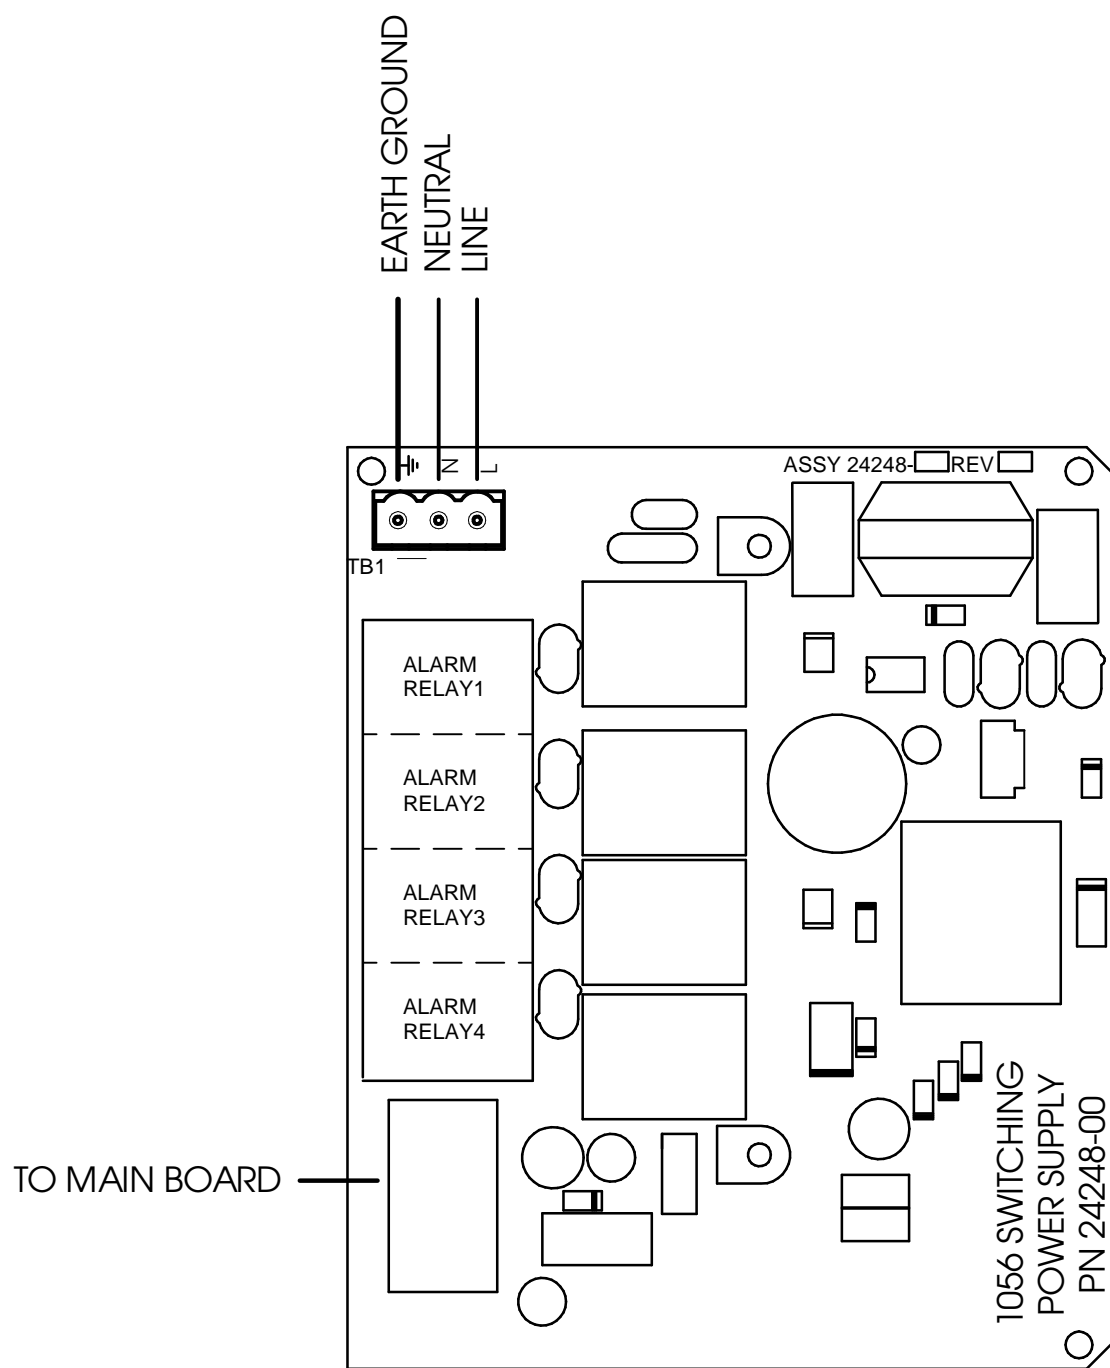 EARTH GROUND
NEUTRAL
LINE
N
L
ASSY 24248-
REV
TB1
ALARM
RELAY1
ALARM
RELAY2
ALARM
RELAY3
ALARM
RELAY4
TO MAIN BOARD
1056 SWITCHING
POWER SUPPLY
PN 24248-00